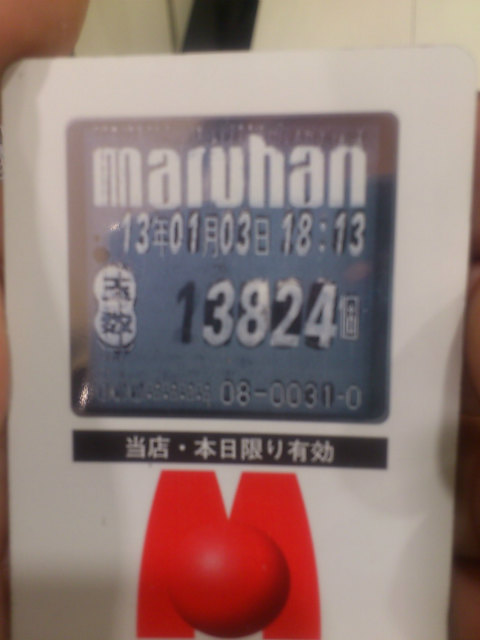 maruhan
13年01月03日 18:13
玉数 13824個
08-0031-0
当店・本日限り有効